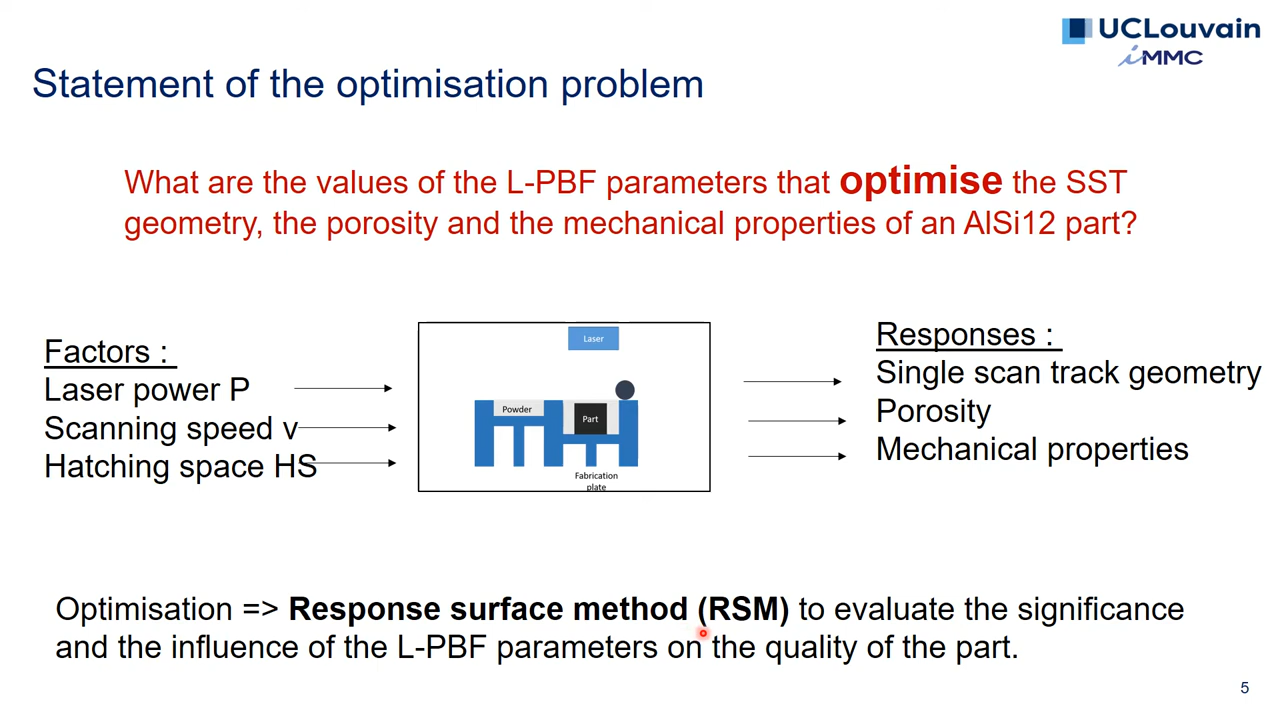 UCLouvain
iMMC
Statement of the optimisation problem
What are the values of the L-PBF parameters that optimise the SST
geometry, the porosity and the mechanical properties of an AlSi12 part?
Factors :
Laser power P
Scanning speed v
Hatching space HS
Laser
Powder
Part
Fabrication
plate
Responses :
Single scan track geometry
Porosity
Mechanical properties
Optimisation => Response surface method (RSM) to evaluate the significance
and the influence of the L-PBF parameters on the quality of the part.
5